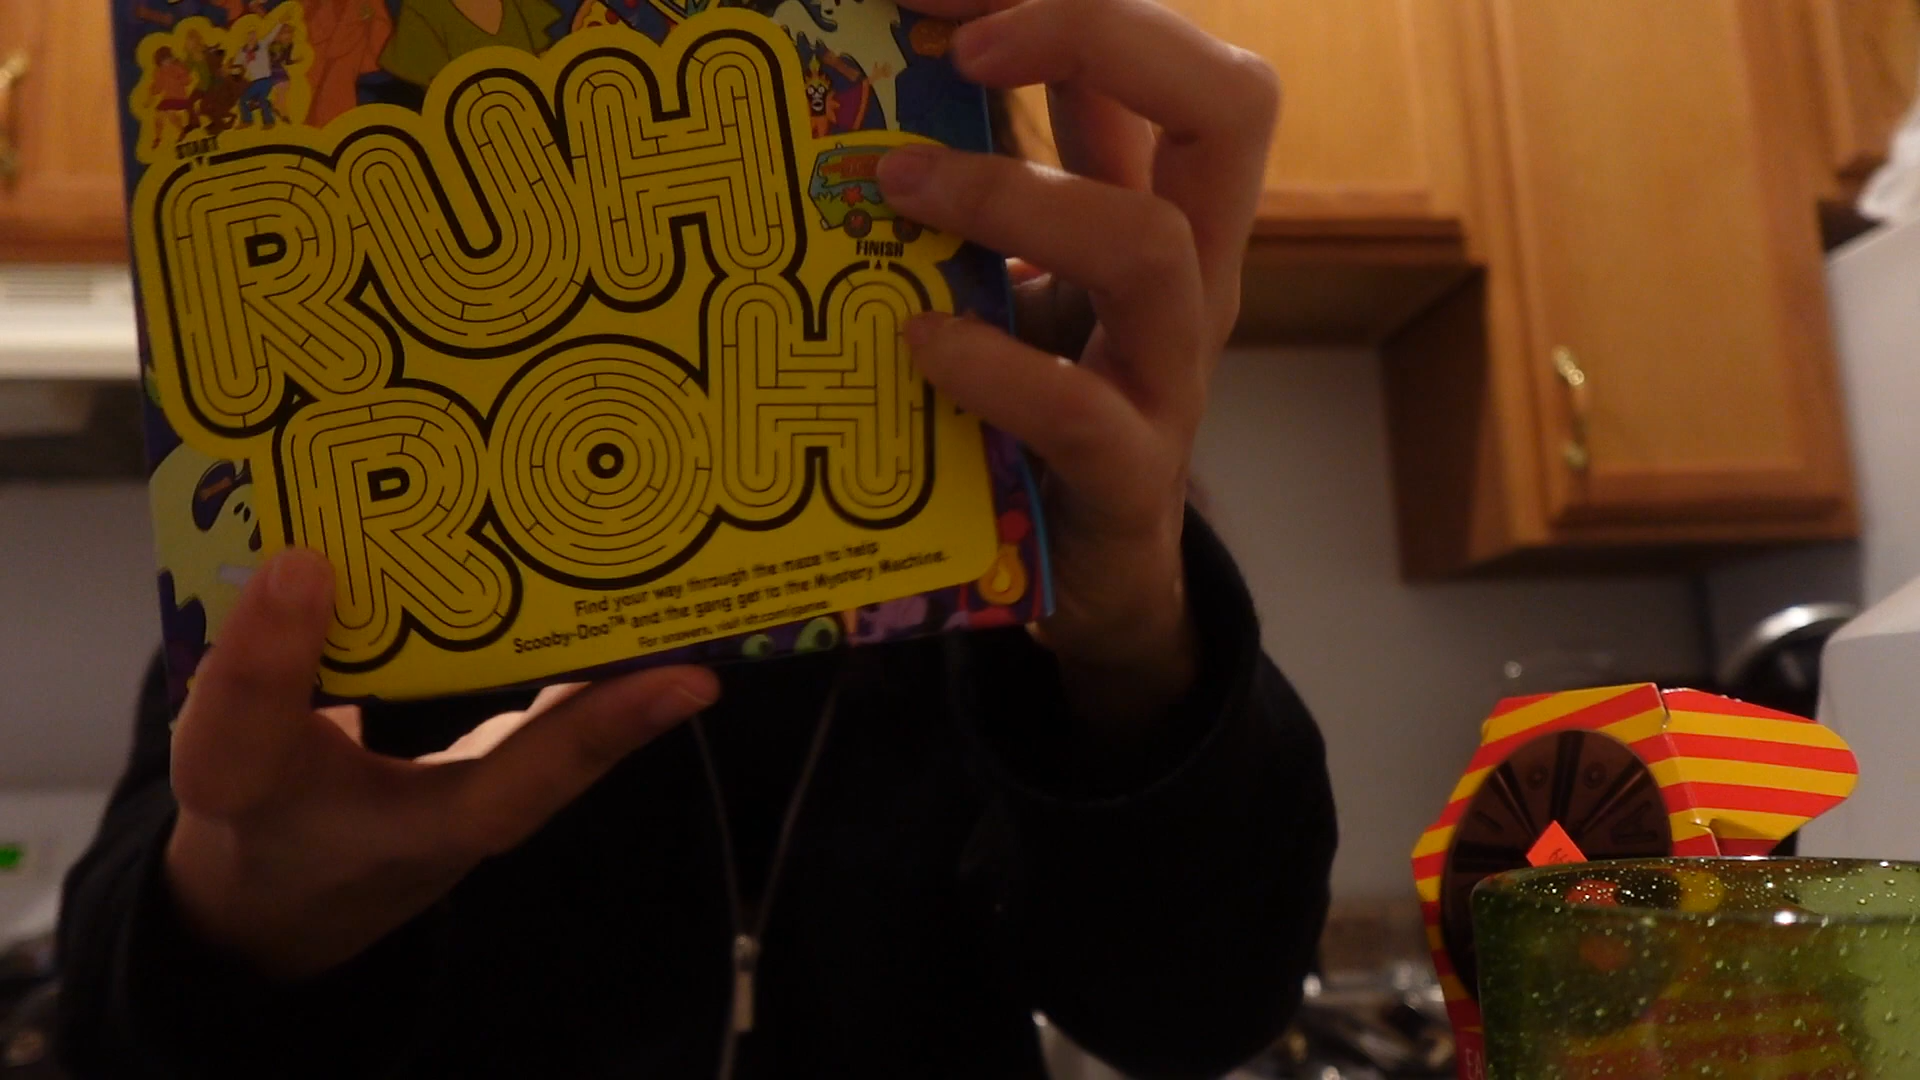 START
RUH
FINISH
ROH
Find your way through the maze to help
Scooby-Doo™ and the gang get to the Mystery Machine.
For answers, visit